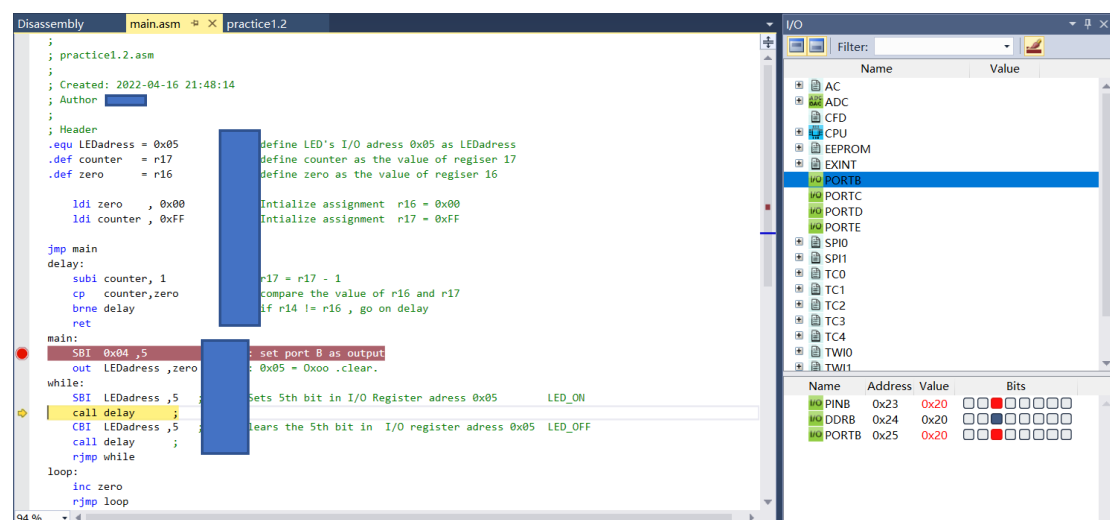 Disassembly main.asm practice1.2
;
; practice1.2.asm
;
; Created: 2022-04-16 21:48:14
; Author
;
; Header
.equ LEDadress = 0x05 define LED's I/O adress 0x05 as LEDadress
.def counter = r17 define counter as the value of regiser 17
.def zero = r16 define zero as the value of regiser 16
ldi zero , 0x00 Intialize assignment r16 = 0x00
ldi counter , 0xFF Intialize assignment r17 = 0xFF
jmp main
delay:
subi counter, 1 r17 = r17 - 1
cp counter,zero compare the value of r16 and r17
brne delay if r14 != r16 , go on delay
ret
main:
SBI 0x04 ,5 : set port B as output
out LEDadress ,zero : 0x05 = Oxoo .clear.
while:
SBI LEDadress ,5 ; Sets 5th bit in I/O Register adress 0x05 LED_ON
call delay ;
CBI LEDadress ,5 ; lears the 5th bit in I/O register adress 0x05 LED_OFF
call delay ;
rjmp while
loop:
inc zero
rjmp loop
94 %
I/O
Filter:
Name Value
AC
ADC
CFD
CPU
EEPROM
EXINT
PORTB
PORTC
PORTD
PORTE
SPI0
SPI1
TC0
TC1
TC2
TC3
TC4
TWI0
TWI1
Name Address Value Bits
PINB 0x23 0x20
DDRB 0x24 0x20
PORTB 0x25 0x20